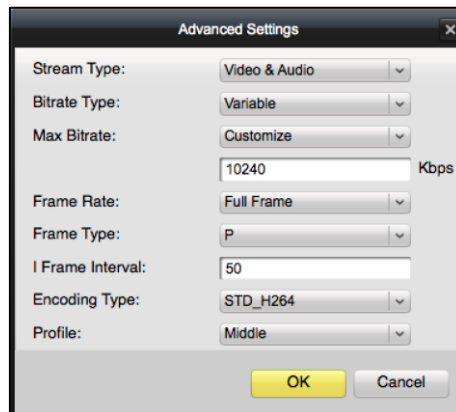 Advanced Settings
Stream Type: Video & Audio
Bitrate Type: Variable
Max Bitrate: Customize
10240 Kbps
Frame Rate: Full Frame
Frame Type: P
I Frame Interval: 50
Encoding Type: STD_H264
Profile: Middle
OK Cancel